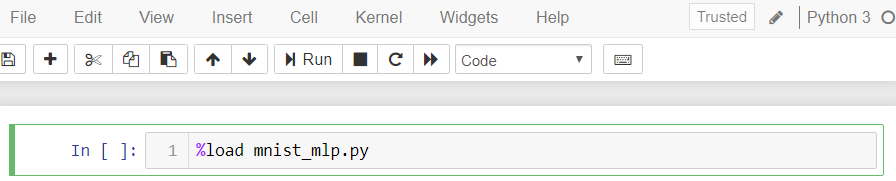 File Edit View Insert Cell Kernel Widgets Help Trusted Python 3
Run Code
In [ ]: 1 %load mnist_mlp.py